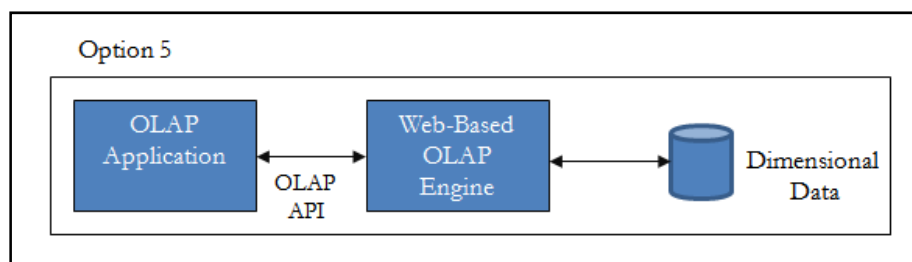 Option 5
OLAP
Application
OLAP
API
Web-Based
OLAP
Engine
Dimensional
Data